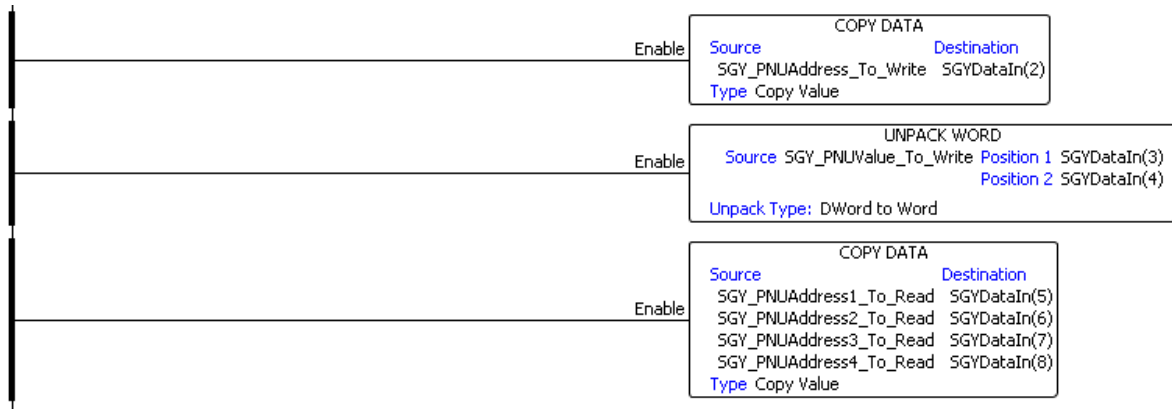 COPY DATA
Enable Source Destination
SGY_PNUAddress_To_Write SGYDataIn(2)
Type Copy Value
UNPACK WORD
Enable Source SGY_PNUValue_To_Write Position 1 SGYDataIn(3)
Position 2 SGYDataIn(4)
Unpack Type: DWord to Word
COPY DATA
Source Destination
SGY_PNUAddress1_To_Read SGYDataIn(5)
Enable SGY_PNUAddress2_To_Read SGYDataIn(6)
SGY_PNUAddress3_To_Read SGYDataIn(7)
SGY_PNUAddress4_To_Read SGYDataIn(8)
Type Copy Value